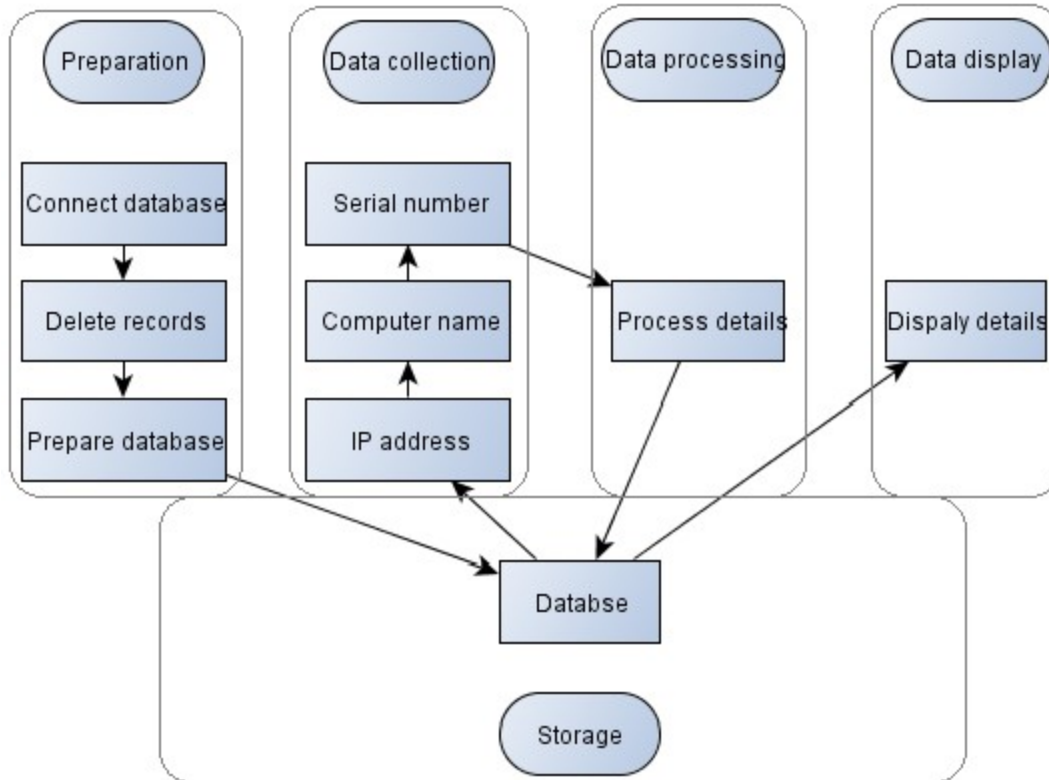 Preparation
Data collection
Data processing
Data display
Connect database
Serial number
Delete records
Computer name
Process details
Dispaly details
Prepare database
IP address
Databse
Storage